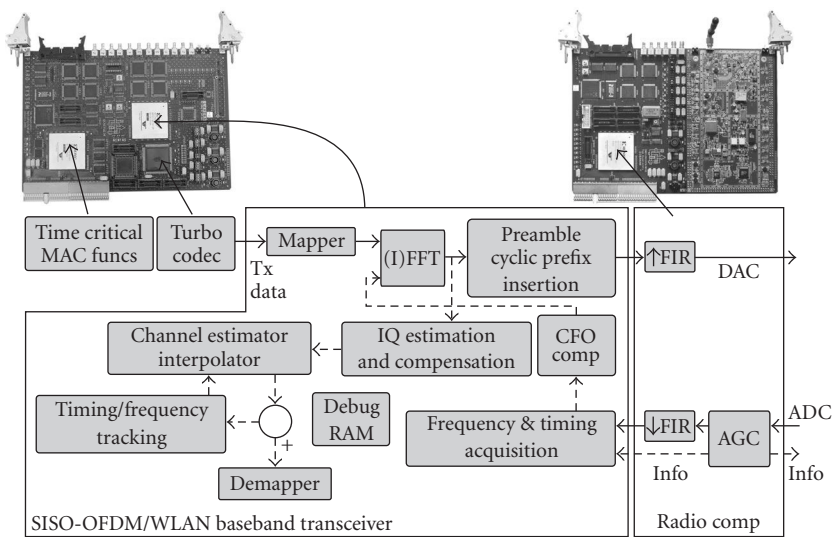 Time critical
MAC funcs
Turbo
codec
Mapper
Tx
data
(I)FFT
Preamble
cyclic prefix
insertion
↑FIR
DAC
Channel estimator
interpolator
IQ estimation
and compensation
CFO
comp
Timing/frequency
tracking
+
Debug
RAM
Frequency & timing
acquisition
↓FIR
AGC
ADC
Demapper
Info
Info
SISO-OFDM/WLAN baseband transceiver
Radio comp